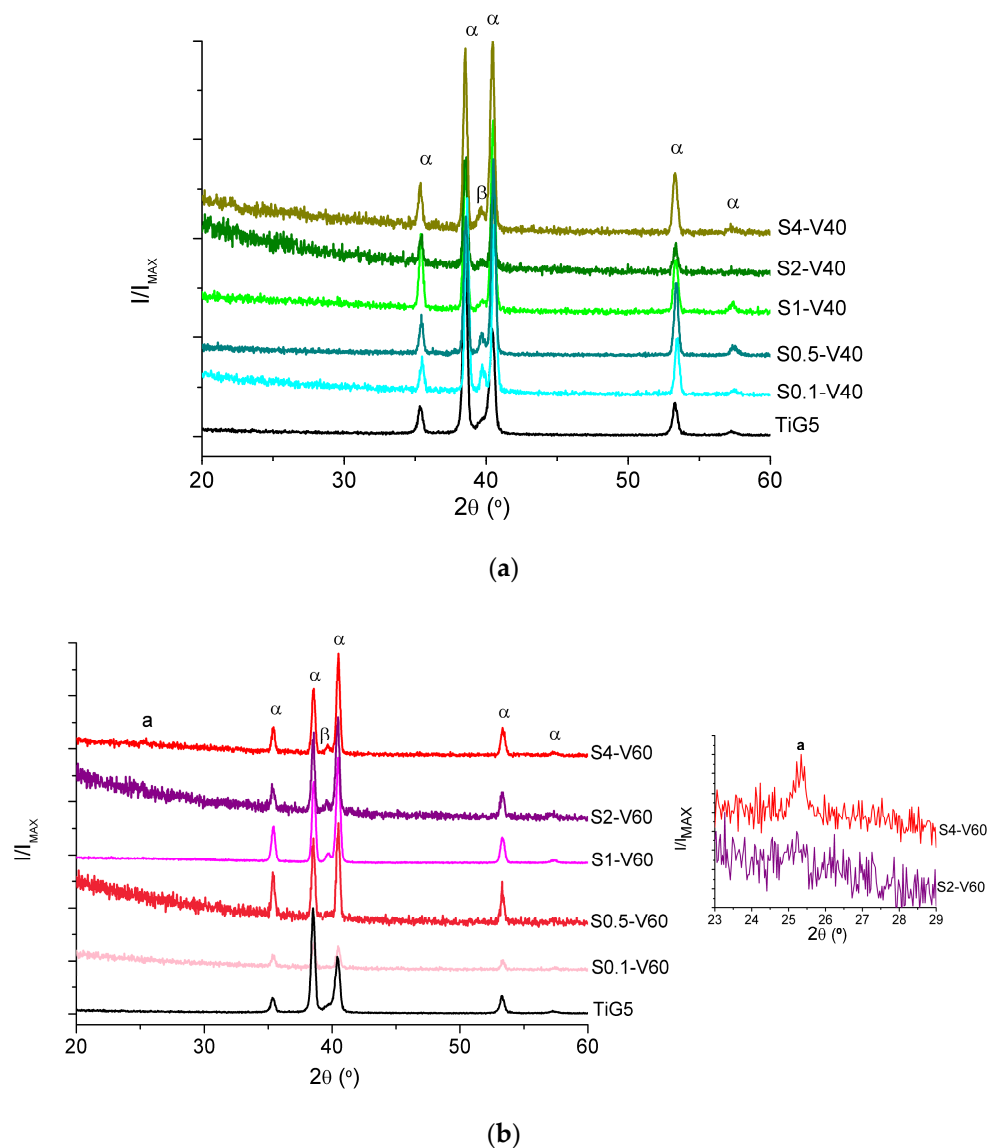 α
α
α
β
α
α
I/I_MAX
S4-V40
S2-V40
S1-V40
S0.5-V40
S0.1-V40
TiG5
20 30 40 50 60
2θ (º)
(a)
α
α
a
α
β
α
α
I/I_MAX
S4-V60
S2-V60
S1-V60
S0.5-V60
S0.1-V60
TiG5
20 30 40 50 60
2θ (º)
a
I/I_MAX
S4-V60
S2-V60
23 24 25 26 27 28 29
2θ (º)
(b)